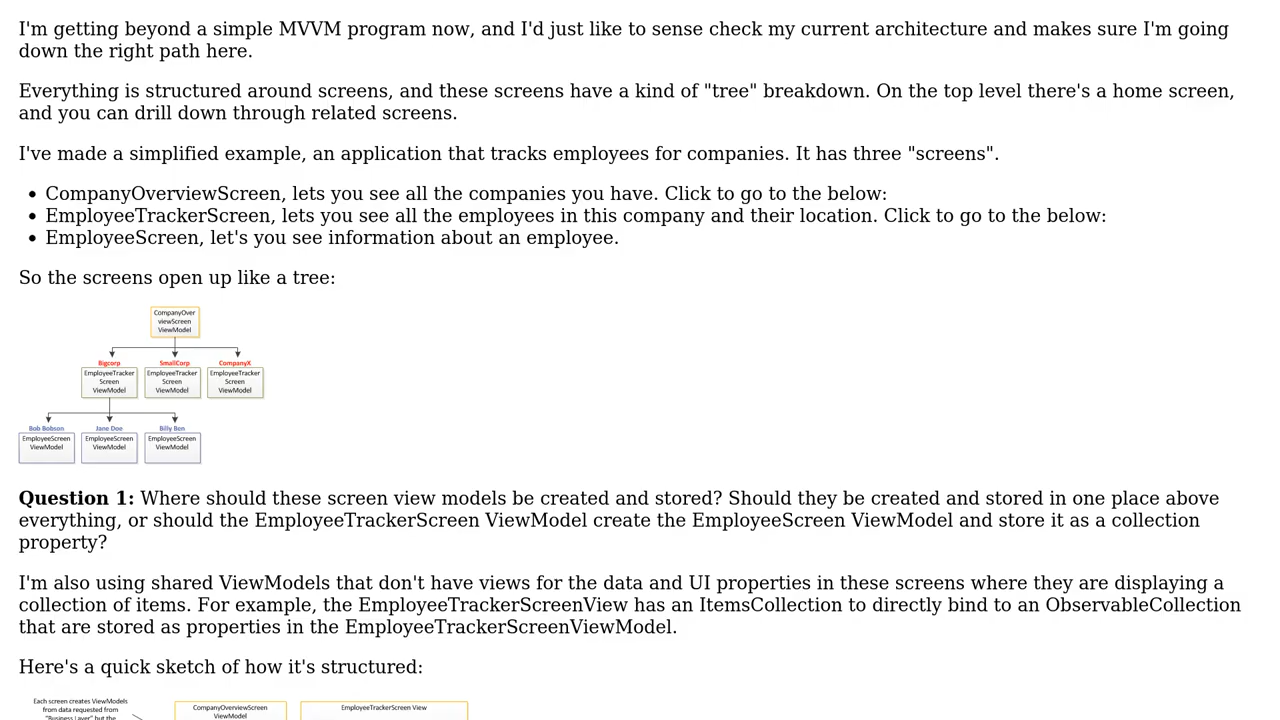 I'm getting beyond a simple MVVM program now, and I'd just like to sense check my current architecture and makes sure I'm going
down the right path here.
Everything is structured around screens, and these screens have a kind of "tree" breakdown. On the top level there's a home screen,
and you can drill down through related screens.
I've made a simplified example, an application that tracks employees for companies. It has three "screens".
• CompanyOverviewScreen, lets you see all the companies you have. Click to go to the below:
• EmployeeTrackerScreen, lets you see all the employees in this company and their location. Click to go to the below:
• EmployeeScreen, let's you see information about an employee.
So the screens open up like a tree:
CompanyOver
viewScreen
ViewModel
Bigcorp SmallCorp CompanyX
EmployeeTracker EmployeeTracker EmployeeTracker
Screen Screen Screen
ViewModel ViewModel ViewModel
Bob Bobson Jane Doe Billy Ben
EmployeeScreen EmployeeScreen EmployeeScreen
ViewModel ViewModel ViewModel
Question 1: Where should these screen view models be created and stored? Should they be created and stored in one place above
everything, or should the EmployeeTrackerScreen ViewModel create the EmployeeScreen ViewModel and store it as a collection
property?
I'm also using shared ViewModels that don't have views for the data and UI properties in these screens where they are displaying a
collection of items. For example, the EmployeeTrackerScreenView has an ItemsCollection to directly bind to an ObservableCollection
that are stored as properties in the EmployeeTrackerScreenViewModel.
Here's a quick sketch of how it's structured:
Each screen creates ViewModels CompanyOverviewScreen EmployeeTrackerScreen View
from data requested from ViewModel
"Business Layer" but the